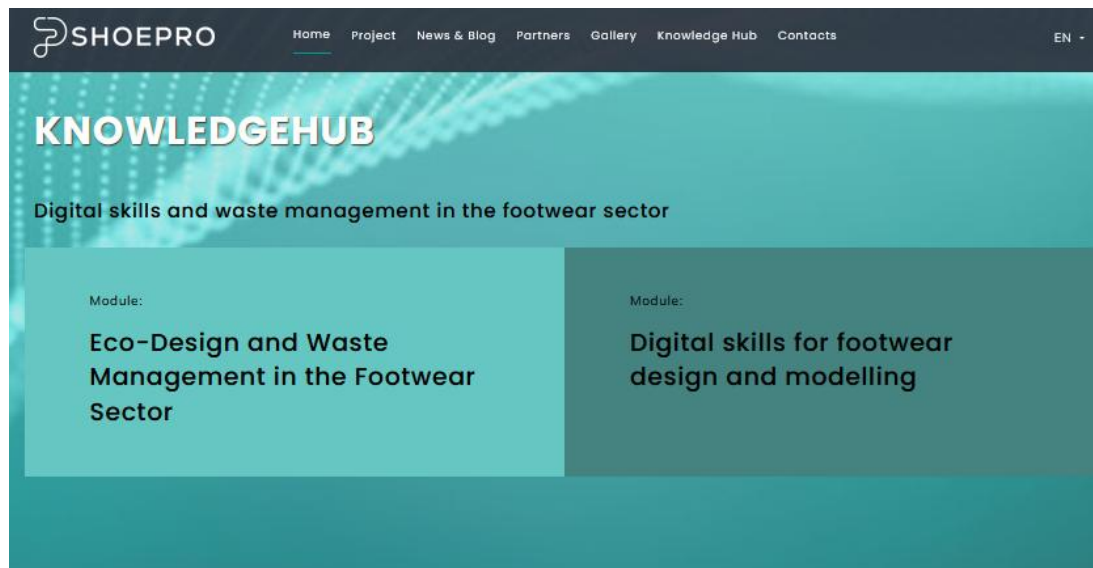 SHOEPRO
Home Project News & Blog Partners Gallery Knowledge Hub Contacts EN
KNOWLEDGEHUB
Digital skills and waste management in the footwear sector
Module:
Eco-Design and Waste
Management in the Footwear
Sector
Module:
Digital skills for footwear
design and modelling